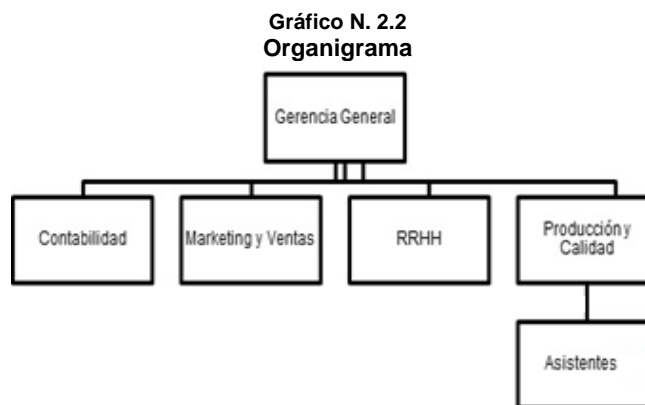 Gráfico N. 2.2
Organigrama
Gerencia General
Contabilidad
Marketing y Ventas
RRHH
Producción y
Calidad
Asistentes